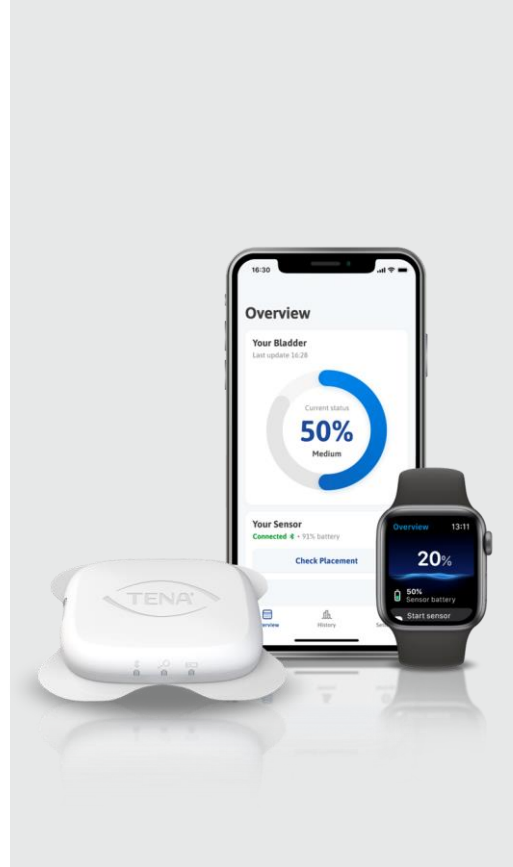 16:30
Overview
Your Bladder
Last update 16:28
Current status
50%
Medium
Your Sensor
Connected • 91% battery
Check Placement
History
Overview 13:11
20%
50%
Sensor battery
Start sensor
TENA